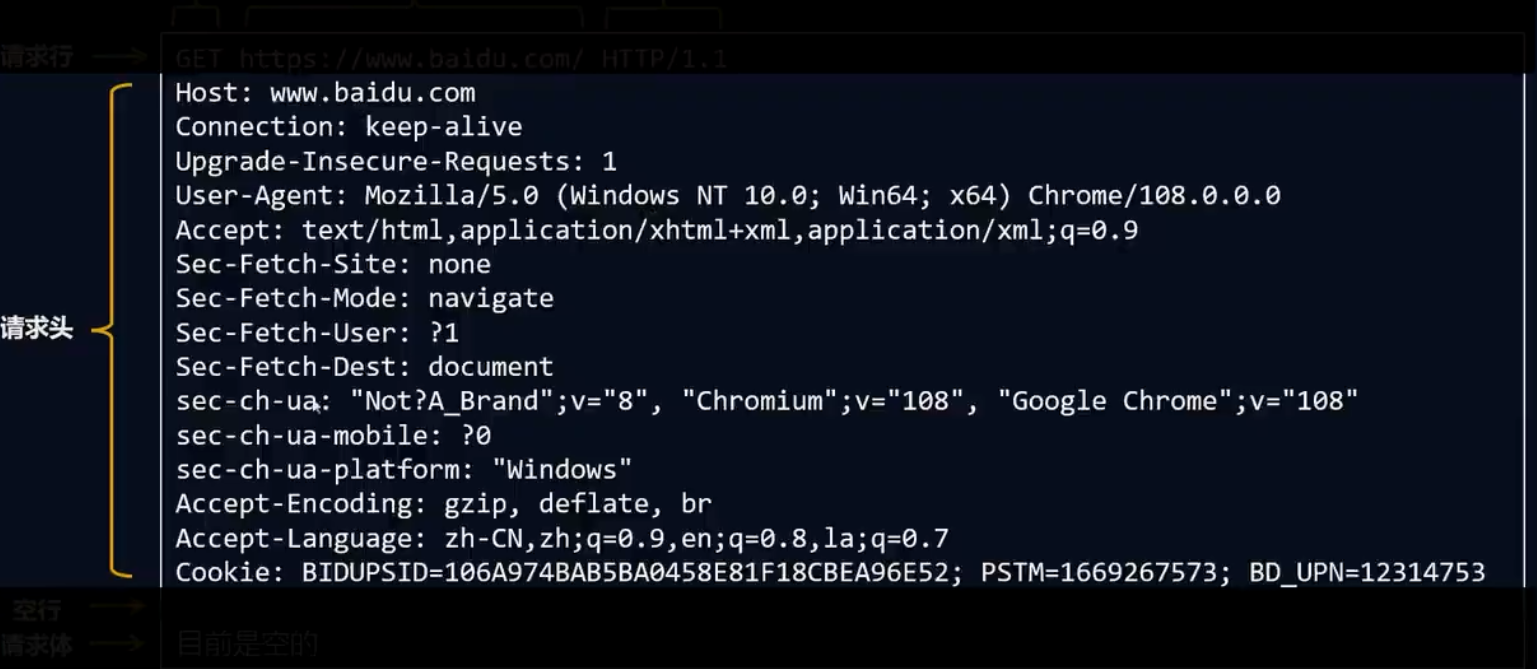 请求行
GET https://www.baidu.com/ HTTP/1.1
Host: www.baidu.com
Connection: keep-alive
Upgrade-Insecure-Requests: 1
User-Agent: Mozilla/5.0 (Windows NT 10.0; Win64; x64) Chrome/108.0.0.0
Accept: text/html,application/xhtml+xml,application/xml;q=0.9
Sec-Fetch-Site: none
Sec-Fetch-Mode: navigate
请求头
Sec-Fetch-User: ?1
Sec-Fetch-Dest: document
sec-ch-ua: "Not?A_Brand";v="8", "Chromium";v="108", "Google Chrome";v="108"
sec-ch-ua-mobile: ?0
sec-ch-ua-platform: "Windows"
Accept-Encoding: gzip, deflate, br
Accept-Language: zh-CN,zh;q=0.9,en;q=0.8,la;q=0.7
Cookie: BIDUPSID=106A974BAB5BA0458E81F18CBEA96E52; PSTM=1669267573; BD_UPN=12314753
空行
请求体
目前是空的